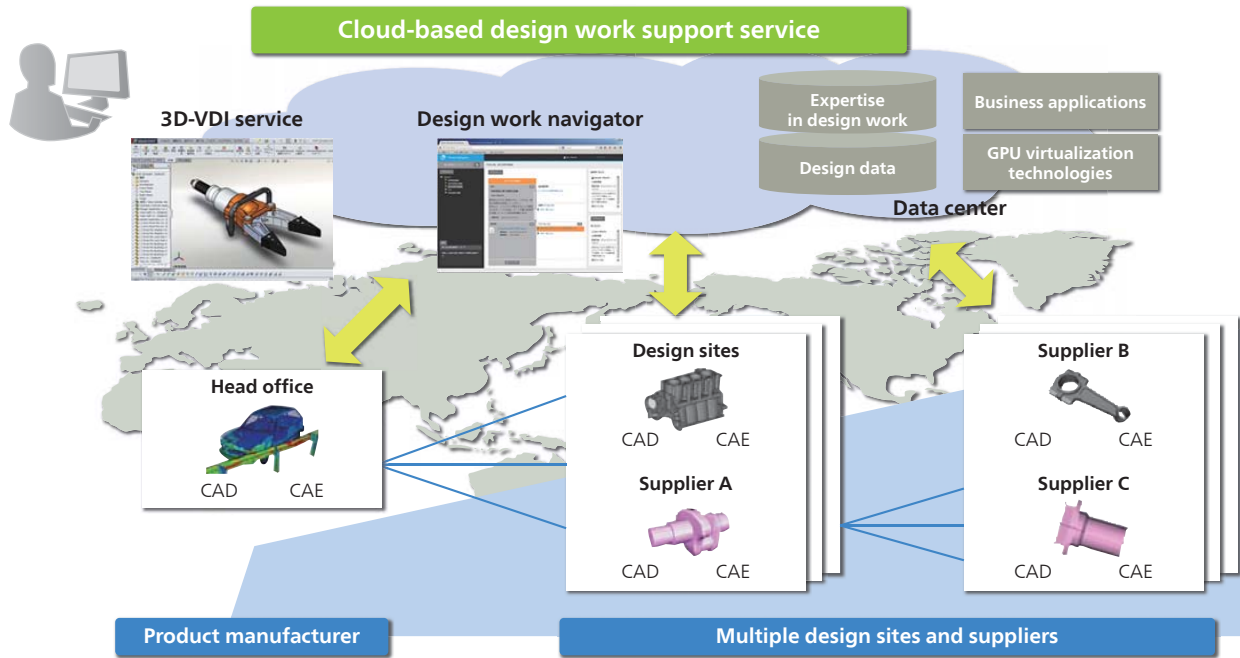 Cloud-based design work support service
3D-VDI service
Design work navigator
Expertise
in design work
Business applications
Design data
GPU virtualization
technologies
Data center
Head office
CAD CAE
Design sites
CAD CAE
Supplier A
CAD CAE
Supplier B
CAD CAE
Supplier C
CAD CAE
Product manufacturer
Multiple design sites and suppliers